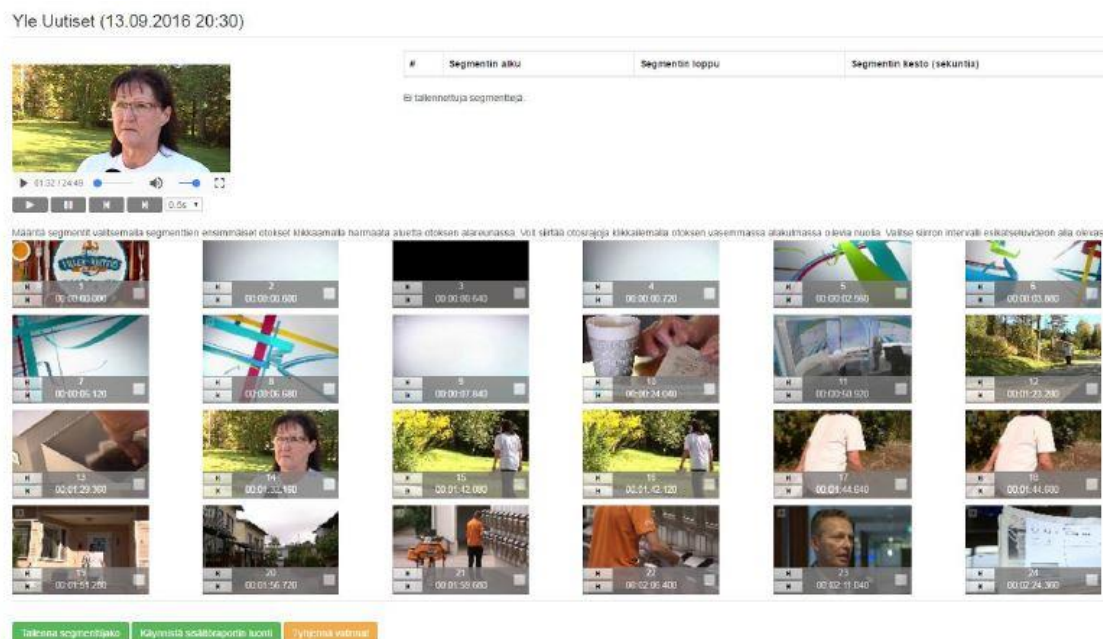 Yle Uutiset (13.09.2016 20:30)
# Segmentin alku Segmentin loppu Segmentin kesto (sekuntia)
Ei tallennettuja segmenttejä.
01:32 / 24:49
0.5s
Määritä segmentit valitsemalla segmenttien ensimmäiset otokset klikkaamalla harmaata aluetta otoksen alareunassa. Voit siirtää otosrajoja klikkailemalla otoksen vasemmassa alakulmassa olevia nuolia. Valitse siirron intervalli esikatseluvideon alla olevas
1 2 3 4 5 6
00:00:00.000 00:00:00.600 00:00:00.640 00:00:00.720 00:00:02.960 00:00:03.880
7 8 9 10 11 12
00:00:05.120 00:00:06.680 00:00:07.840 00:00:24.040 00:00:50.920 00:01:23.280
13 14 15 16 17 18
00:01:29.360 00:01:32.160 00:01:42.080 00:01:42.120 00:01:44.640 00:01:44.680
19 20 21 22 23 24
00:01:51.280 00:01:56.720 00:01:59.680 00:02:06.400 00:02:11.040 00:02:24.360
Tallenna segmenttijako Käynnistä sisältöraportin luonti Tyhjennä valinnat